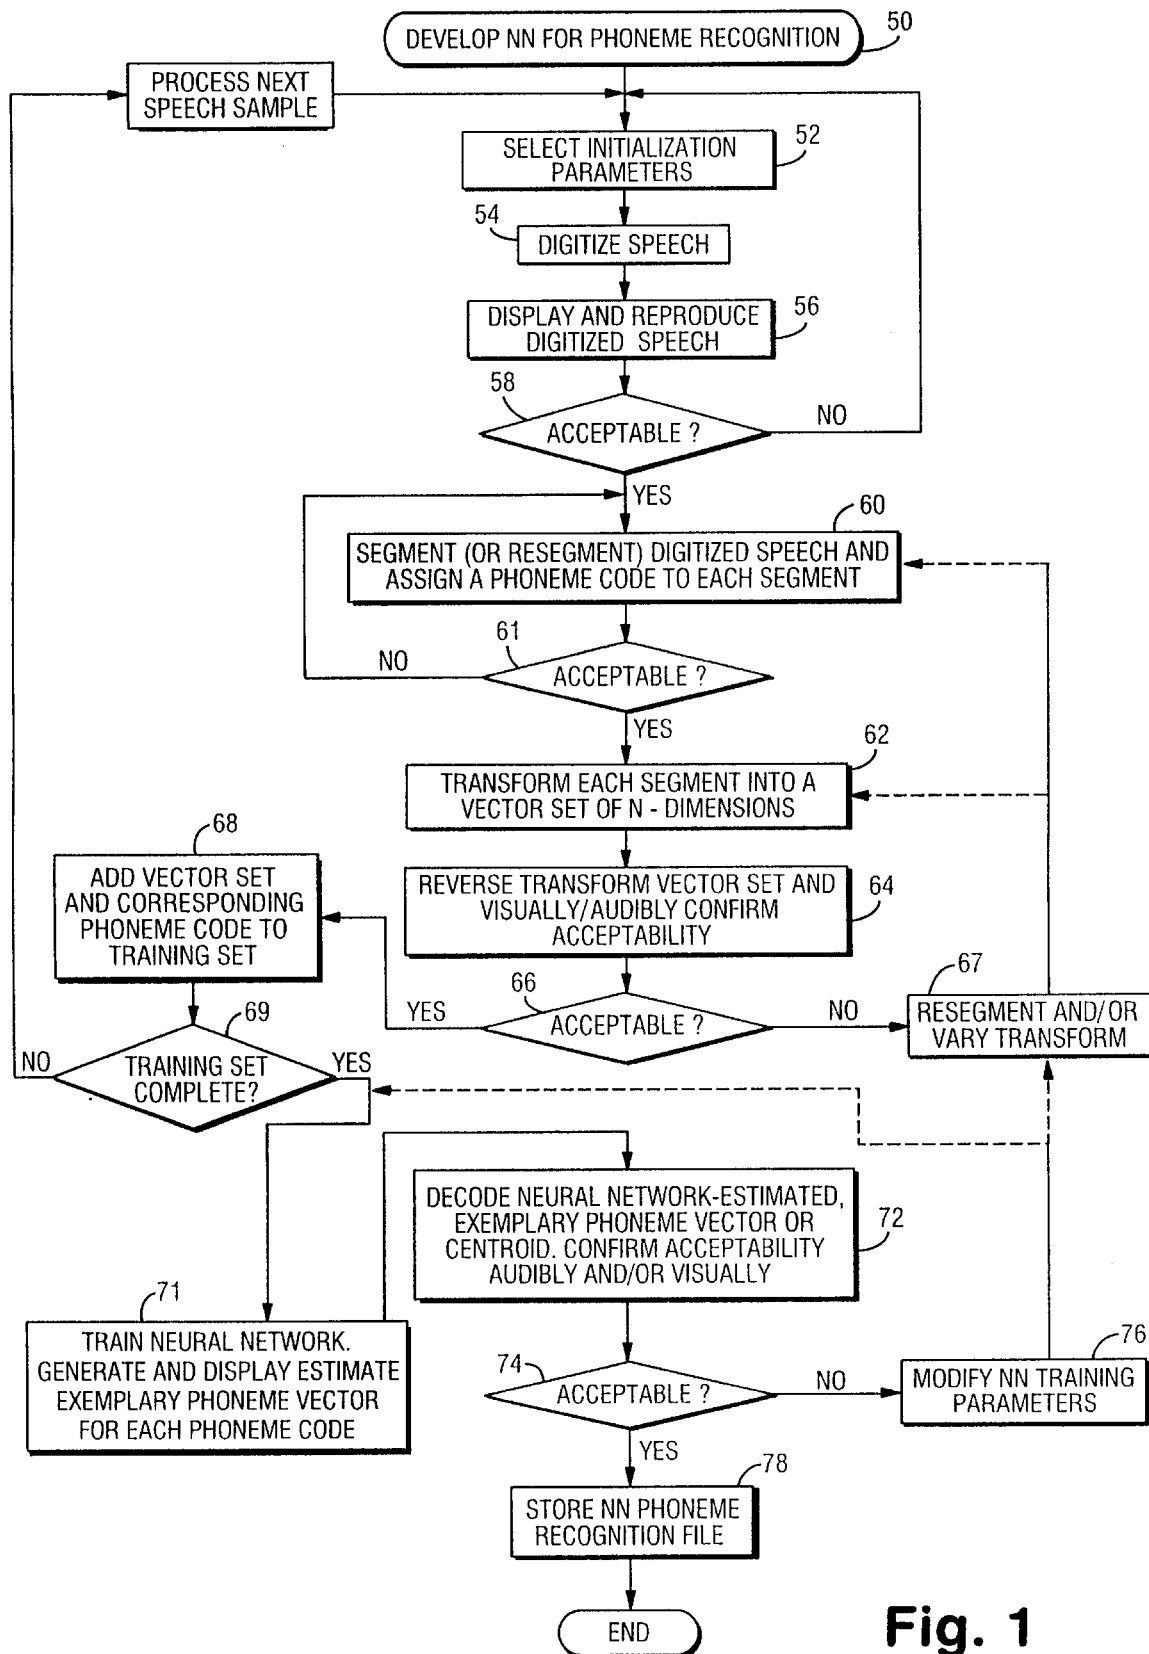 DEVELOP NN FOR PHONEME RECOGNITION
50
PROCESS NEXT
SPEECH SAMPLE
SELECT INITIALIZATION
PARAMETERS
52
54
DIGITIZE SPEECH
DISPLAY AND REPRODUCE
DIGITIZED SPEECH
56
58
ACCEPTABLE ?
NO
YES
60
SEGMENT (OR RESEGMENT) DIGITIZED SPEECH AND
ASSIGN A PHONEME CODE TO EACH SEGMENT
61
NO
ACCEPTABLE ?
YES
62
TRANSFORM EACH SEGMENT INTO A
VECTOR SET OF N - DIMENSIONS
68
ADD VECTOR SET
AND CORRESPONDING
PHONEME CODE TO
TRAINING SET
REVERSE TRANSFORM VECTOR SET AND
VISUALLY/AUDIBLY CONFIRM
ACCEPTABILITY
64
66
YES
ACCEPTABLE ?
NO
67
RESEGMENT AND/OR
VARY TRANSFORM
69
NO
TRAINING SET
COMPLETE?
YES
DECODE NEURAL NETWORK-ESTIMATED,
EXEMPLARY PHONEME VECTOR OR
CENTROID. CONFIRM ACCEPTABILITY
AUDIBLY AND/OR VISUALLY
72
71
TRAIN NEURAL NETWORK.
GENERATE AND DISPLAY ESTIMATE
EXEMPLARY PHONEME VECTOR
FOR EACH PHONEME CODE
74
ACCEPTABLE ?
NO
76
MODIFY NN TRAINING
PARAMETERS
YES
78
STORE NN PHONEME
RECOGNITION FILE
END
Fig. 1